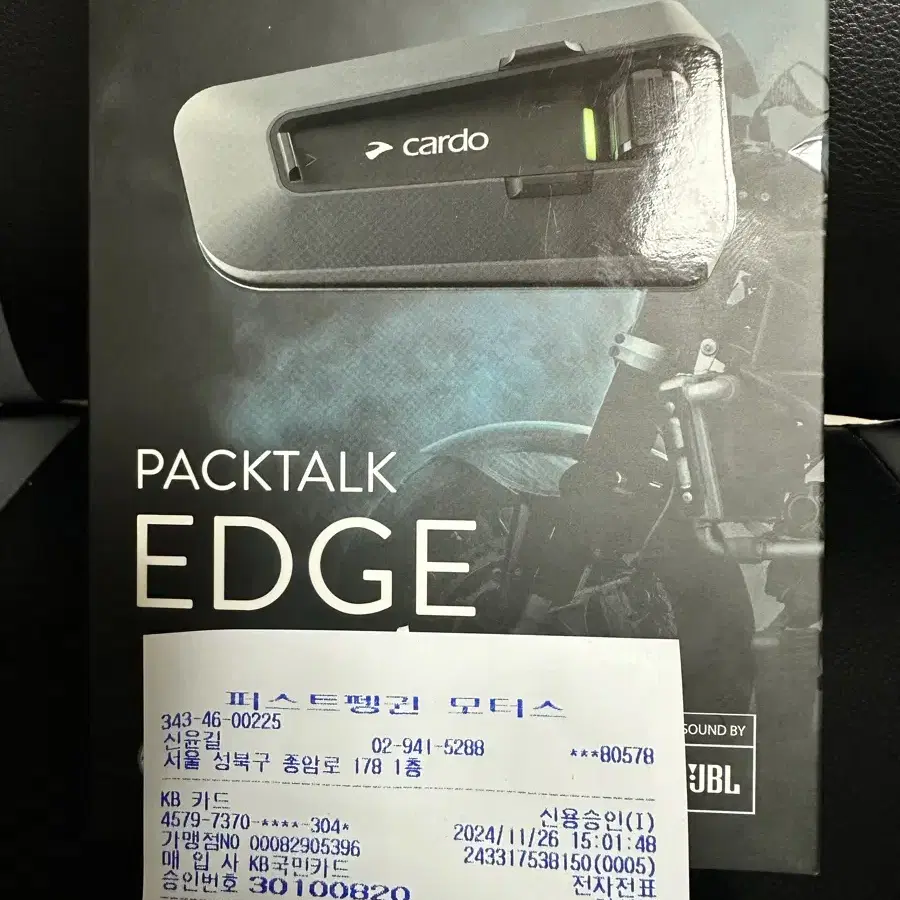 cardo
PACKTALK
EDGE
SOUND BY
JBL
퍼스트펭귄 모터스
343-46-00225
신윤길 02-941-5288 ***80578
서울 성북구 종암로 178 1층
KB 카드 신용승인(I)
4579-7370-****-304* 2024/11/26 15:01:48
가맹점NO 00082905396 243317538150(0005)
매 입 사 KB국민카드 전자전표
승인번호 30100820